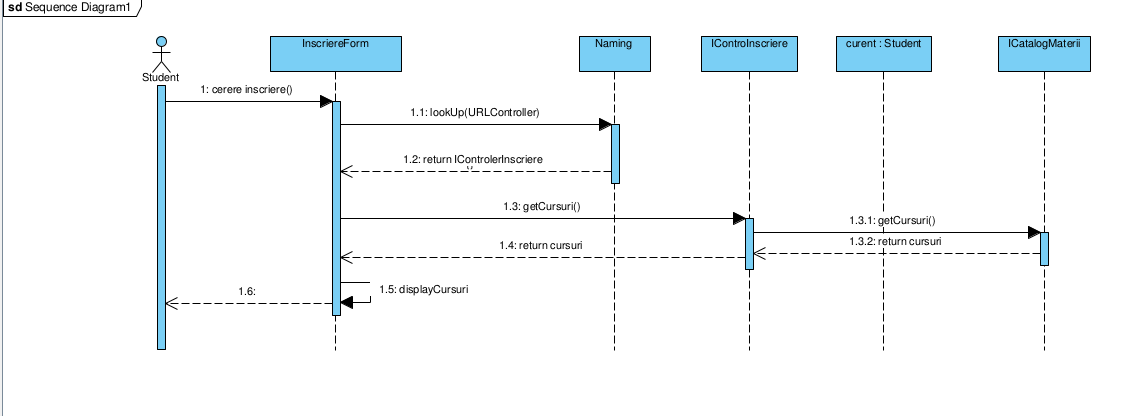 sd Sequence Diagram1
InscriereForm
Naming
IControInscriere
curent : Student
ICatalogMaterii
Student
1: cerere inscriere()
1.1: lookUp(URLController)
1.2: return IControlerInscriere
1.3: getCursuri()
1.3.1: getCursuri()
1.3.2: return cursuri
1.4: return cursuri
1.5: displayCursuri
1.6: